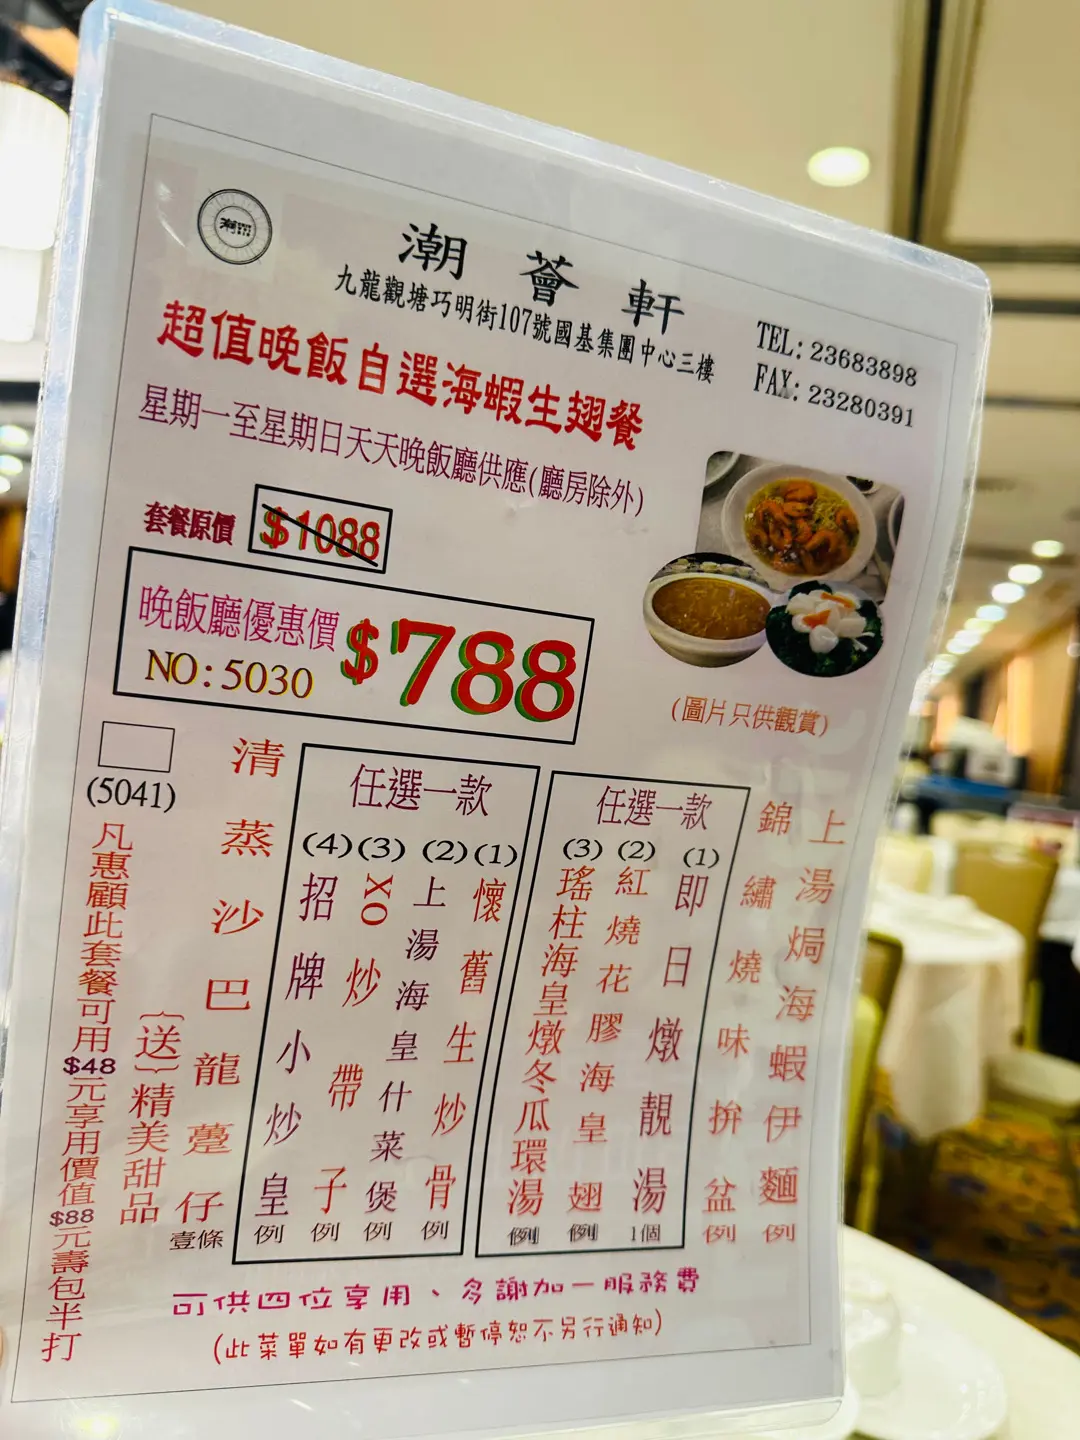 潮薈軒
九龍觀塘巧明街107號國基集團中心三樓
TEL: 23683898
FAX: 23280391
超值晚飯自選海蝦生翅餐
星期一至星期日天天晚飯廳供應(廳房除外)
套餐原價 $1088
晚飯廳優惠價 $788
NO: 5030
(圖片只供觀賞)
上湯焗海蝦伊麵 例
錦繡燒味拚盆 例
任選一款
(1) 即日燉靚湯 1個
(2) 紅燒花膠海皇翅 例
(3) 瑤柱海皇燉冬瓜環湯 例
任選一款
(1) 懷舊生炒骨 例
(2) 上湯海皇什菜煲 例
(3) XO炒帶子 例
(4) 招牌小炒皇 例
清蒸沙巴龍躉仔 壹條
{送}精美甜品
(5041)
凡惠顧此套餐可用$48元享用價值$88元壽包半打
可供四位享用、多謝加一服務費
(此菜單如有更改或暫停恕不另行通知)